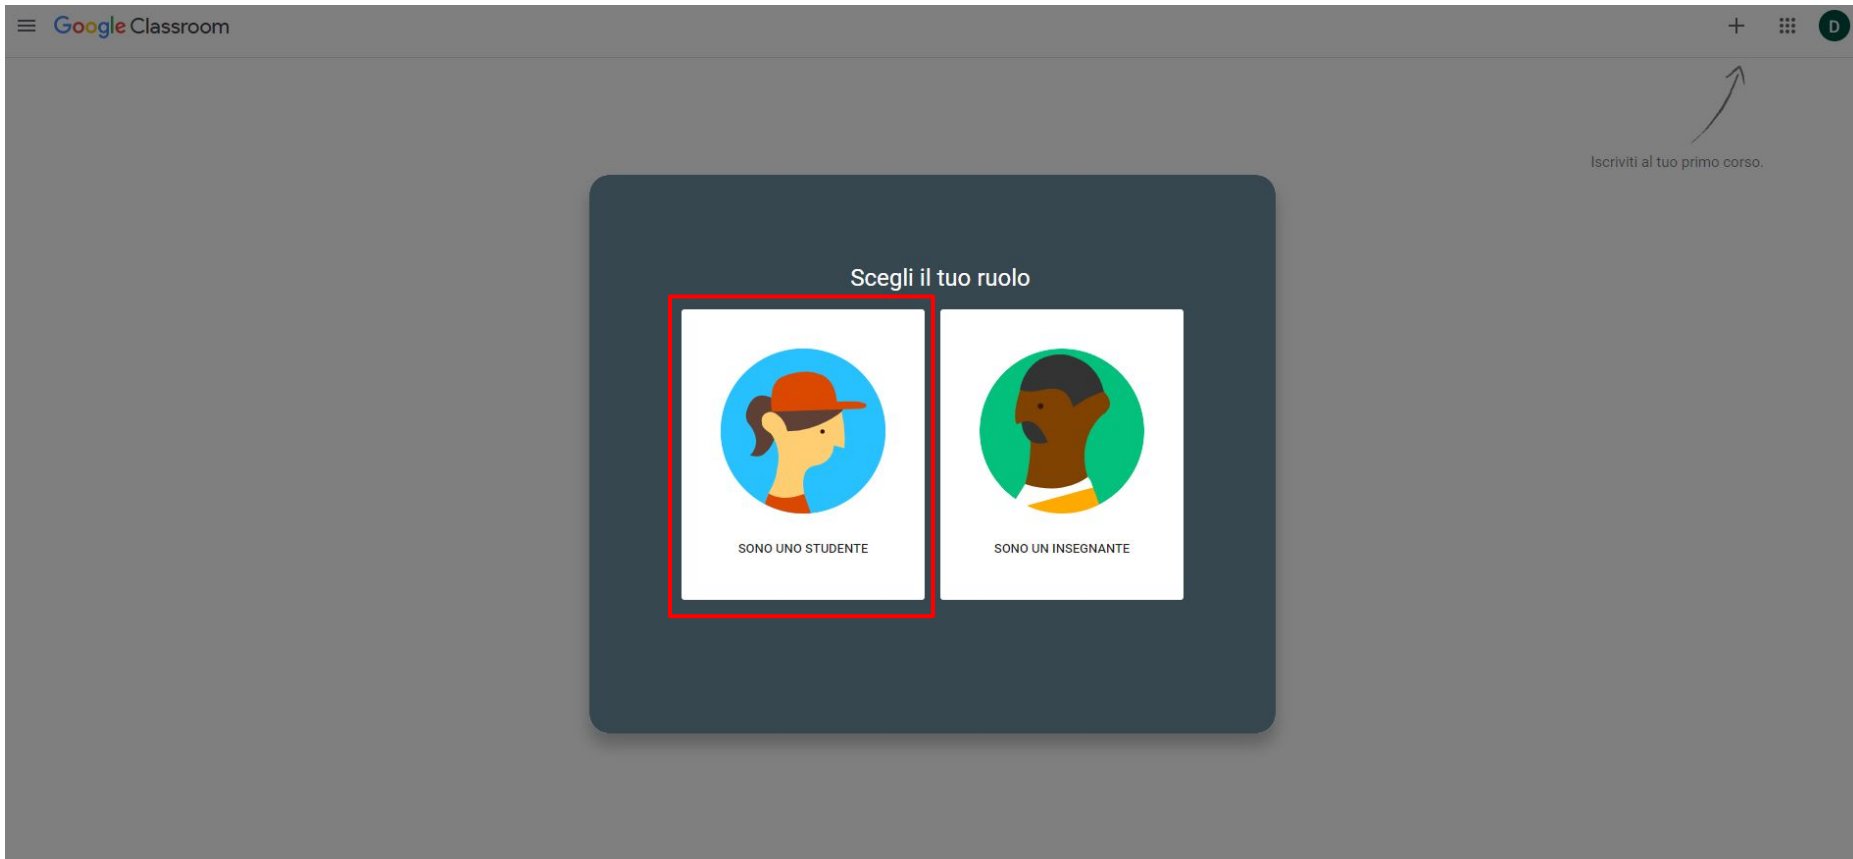 Google Classroom
D
Iscriviti al tuo primo corso.
Scegli il tuo ruolo
SONO UNO STUDENTE
SONO UN INSEGNANTE